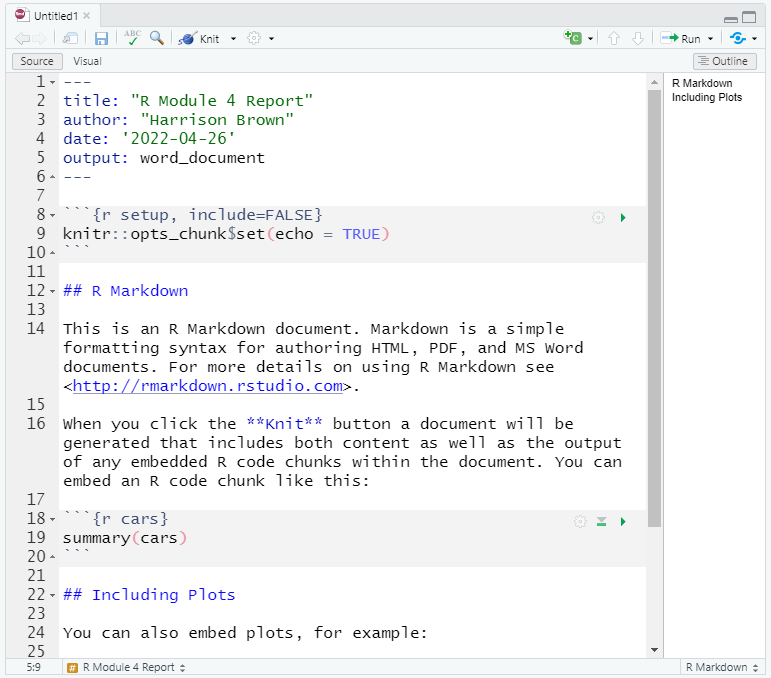 Untitled1
ABC
Knit
C
Run
Source
Visual
Outline
1 ---
2 title: "R Module 4 Report"
3 author: "Harrison Brown"
4 date: '2022-04-26'
5 output: word_document
6 ---
7
8 ```{r setup, include=FALSE}
9 knitr::opts_chunk$set(echo = TRUE)
10 ```
11
12 ## R Markdown
13
14 This is an R Markdown document. Markdown is a simple
formatting syntax for authoring HTML, PDF, and MS Word
documents. For more details on using R Markdown see
<http://rmarkdown.rstudio.com>.
15
16 When you click the **Knit** button a document will be
generated that includes both content as well as the output
of any embedded R code chunks within the document. You can
embed an R code chunk like this:
17
18 ```{r cars}
19 summary(cars)
20 ```
21
22 ## Including Plots
23
24 You can also embed plots, for example:
25
R Markdown
Including Plots
5:9
# R Module 4 Report
R Markdown